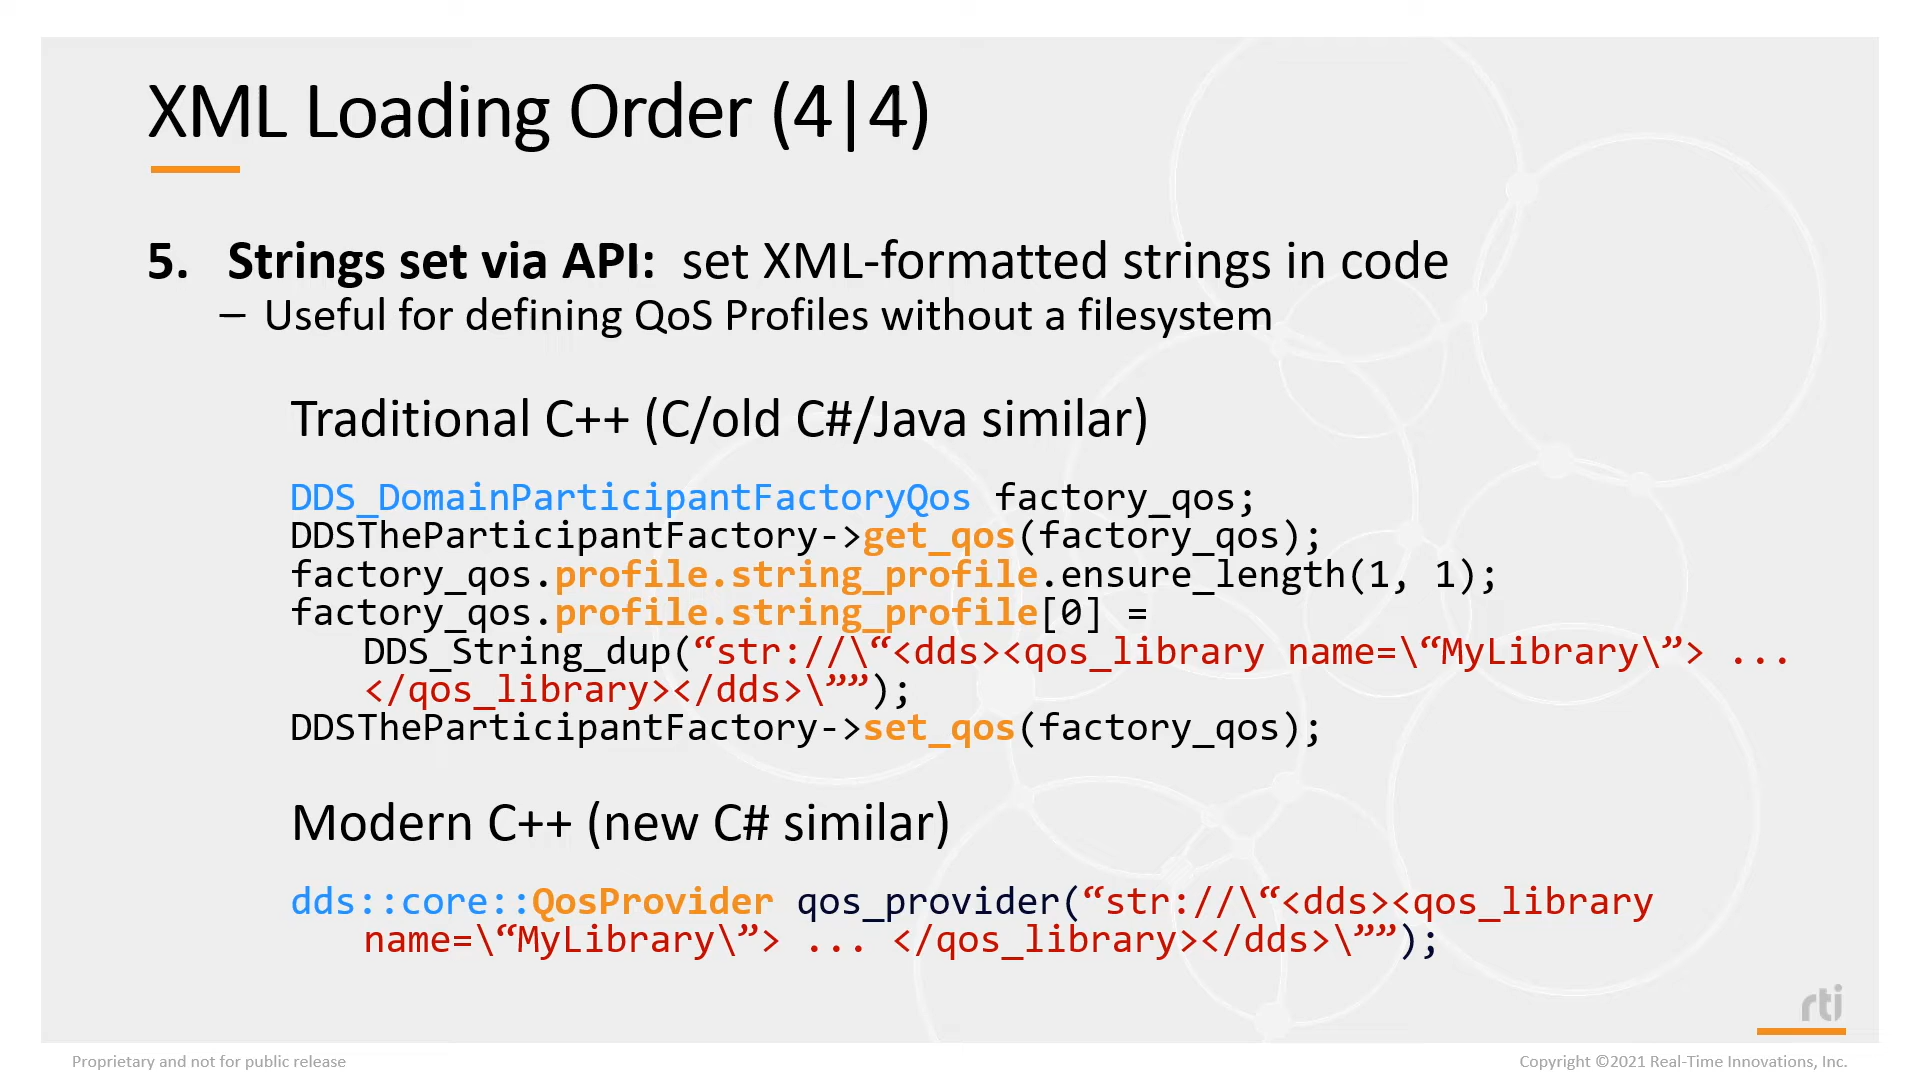 XML Loading Order (4|4)
5. Strings set via API: set XML-formatted strings in code
– Useful for defining QoS Profiles without a filesystem
Traditional C++ (C/old C#/Java similar)
DDS_DomainParticipantFactoryQos factory_qos;
DDSTheParticipantFactory->get_qos(factory_qos);
factory_qos.profile.string_profile.ensure_length(1, 1);
factory_qos.profile.string_profile[0] =
DDS_String_dup(“str://\“<dds><qos_library name=\“MyLibrary\”> ...
</qos_library></dds>\””);
DDSTheParticipantFactory->set_qos(factory_qos);
Modern C++ (new C# similar)
dds::core::QosProvider qos_provider(“str://\“<dds><qos_library
name=\“MyLibrary\”> ... </qos_library></dds>\””);
rti
Proprietary and not for public release
Copyright ©2021 Real-Time Innovations, Inc.